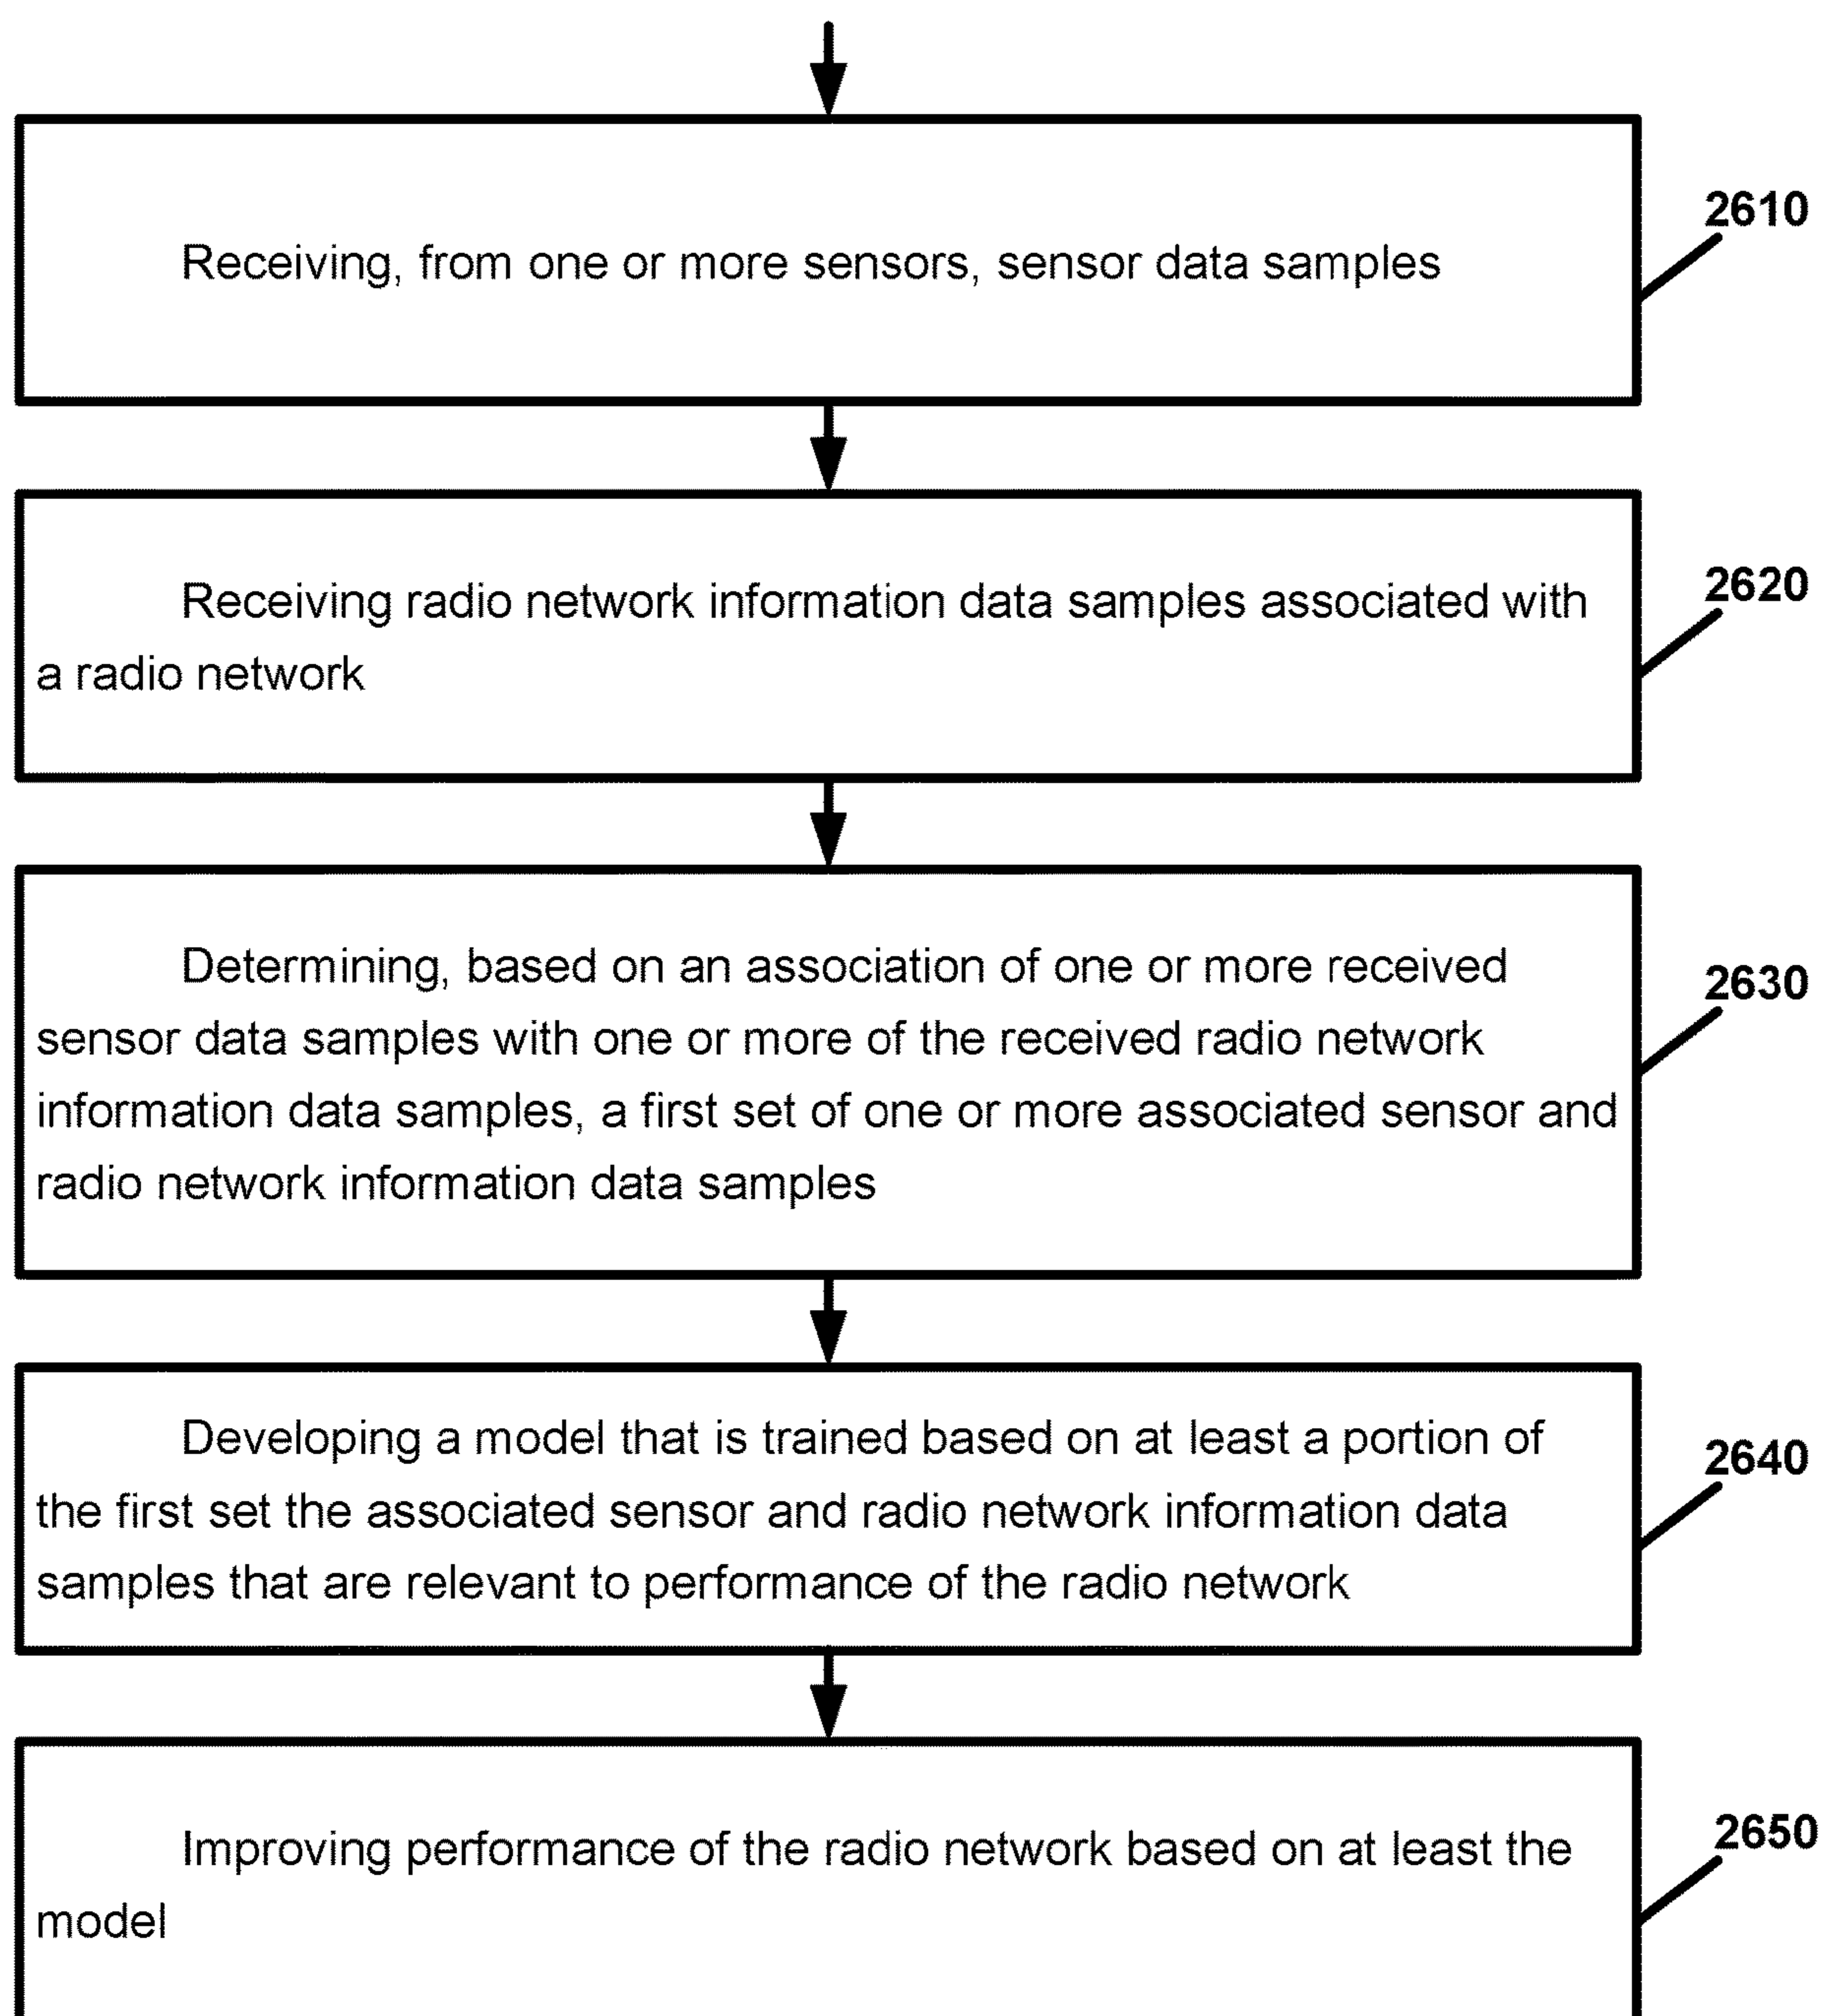 Receiving, from one or more sensors, sensor data samples
2610
Receiving radio network information data samples associated with
a radio network
2620
Determining, based on an association of one or more received
sensor data samples with one or more of the received radio network
information data samples, a first set of one or more associated sensor and
radio network information data samples
2630
Developing a model that is trained based on at least a portion of
the first set the associated sensor and radio network information data
samples that are relevant to performance of the radio network
2640
Improving performance of the radio network based on at least the
model
2650